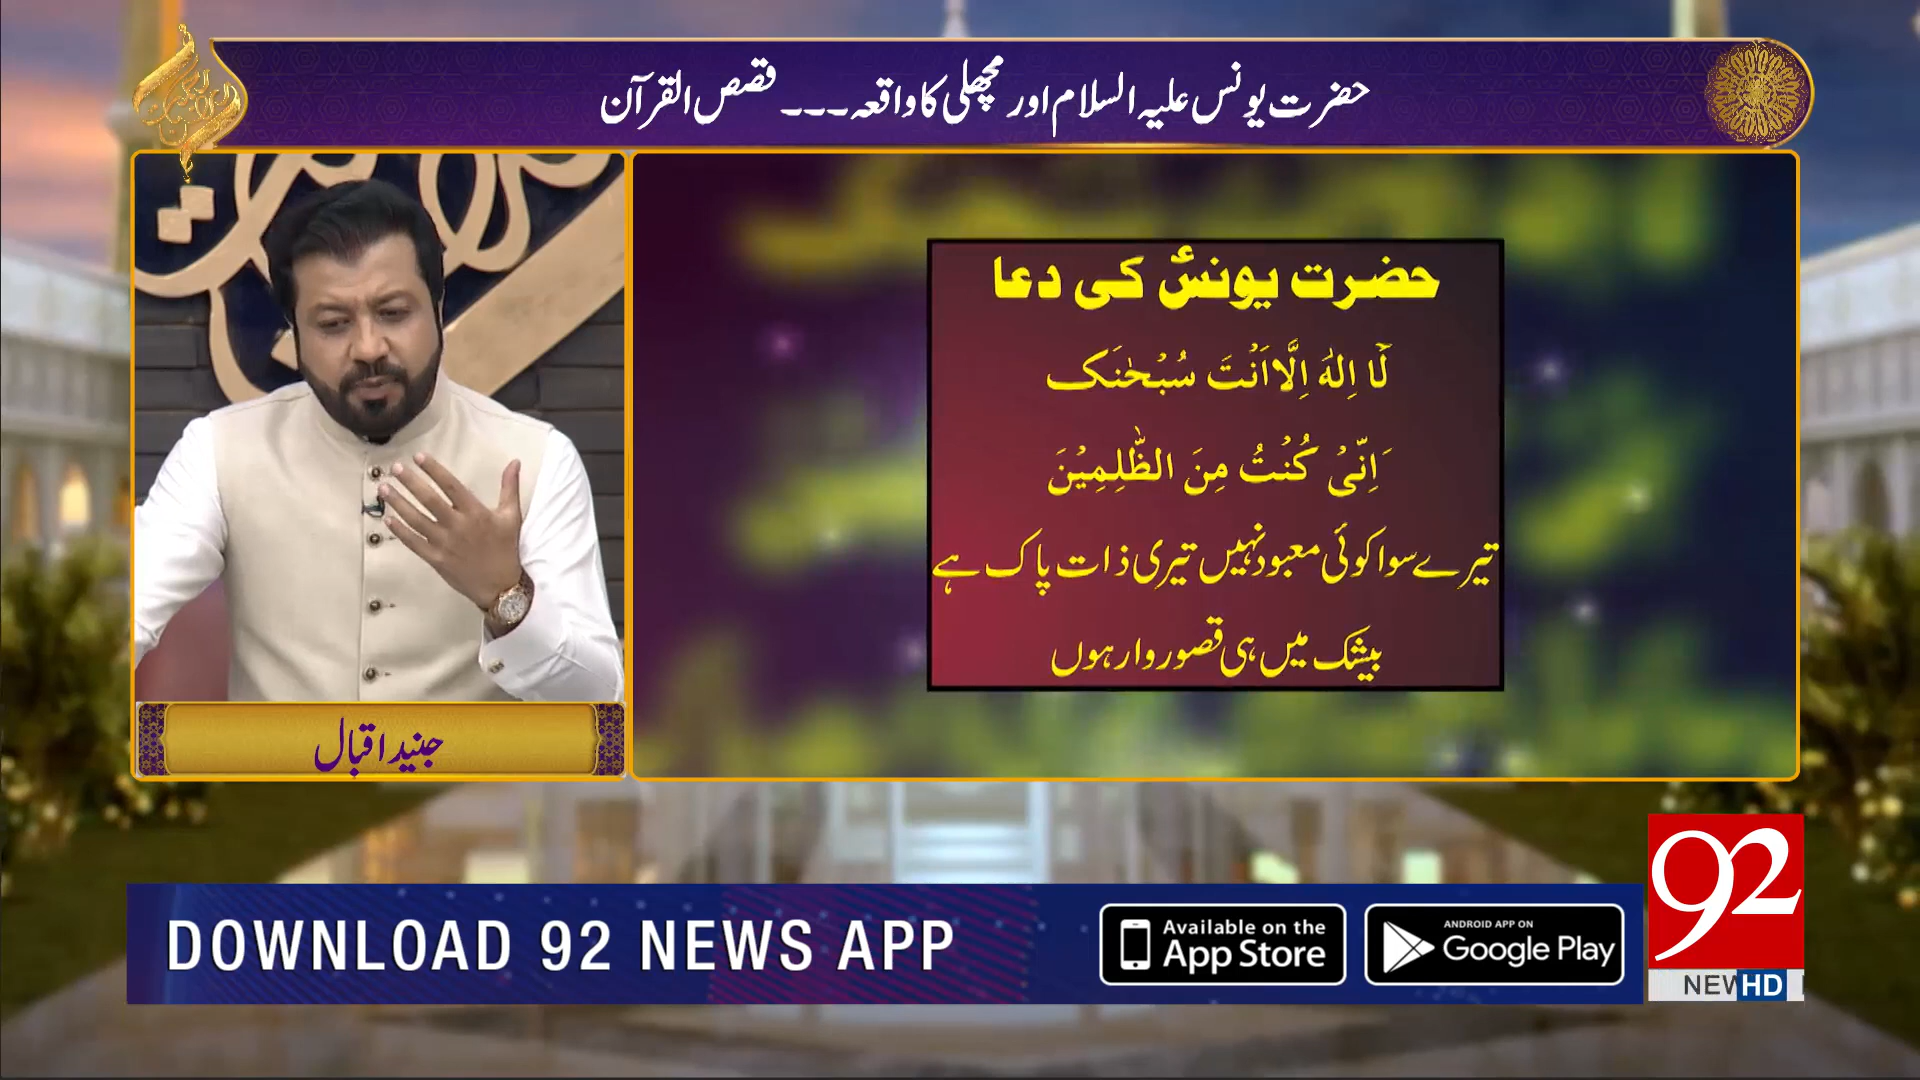 حضرت یونس علیہ السلام اور مچھلی کا واقعہ ۔۔۔ قصص القرآن
حضرت یونسؑ کی دعا
لَاۤ اِلٰهَ اِلَّاۤ اَنْتَ سُبْحٰنَکَ
اِنِّیْ كُنْتُ مِنَ الظّٰلِمِیْنَ
تیرے سوا کوئی معبود نہیں تیری ذات پاک ہے
بیشک میں ہی قصوروار ہوں
جنید اقبال
DOWNLOAD 92 NEWS APP
Available on the
App Store
ANDROID APP ON
Google Play
92
NEW HD